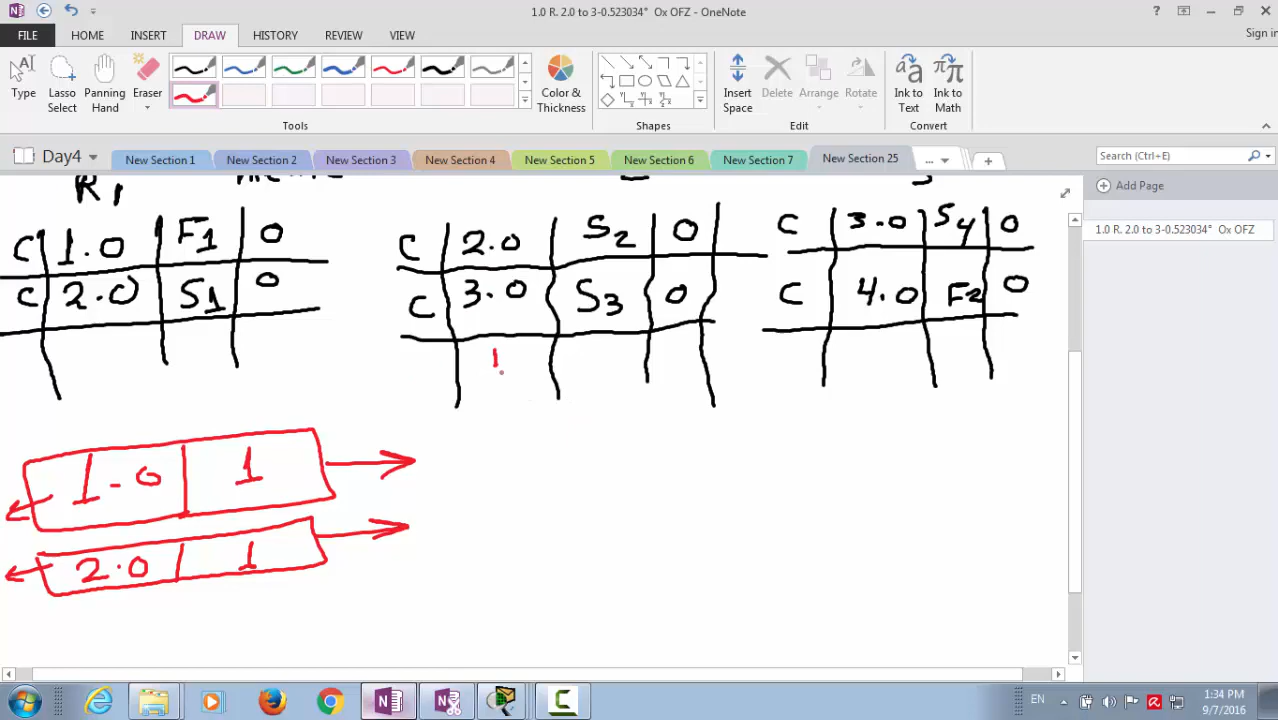 1.0 R. 2.0 to 3-0.523034° Ox OFZ - OneNote
Sign in
FILE HOME INSERT DRAW HISTORY REVIEW VIEW
Type
Lasso Select
Panning Hand
Eraser
Color & Thickness
Insert Space
Delete
Arrange
Rotate
Ink to Text
Ink to Math
Tools
Shapes
Edit
Convert
Day4
New Section 1
New Section 2
New Section 3
New Section 4
New Section 5
New Section 6
New Section 7
New Section 25
...
Search (Ctrl+E)
Add Page
1.0 R. 2.0 to 3-0.523034° Ox OFZ
R1
C 1.0 F1 0
C 2.0 S1 0
C 2.0 S2 0
C 3.0 S3 0
1
C 3.0 S4 0
C 4.0 F2 0
1.0 1
2.0 1
EN
1:34 PM
9/7/2016